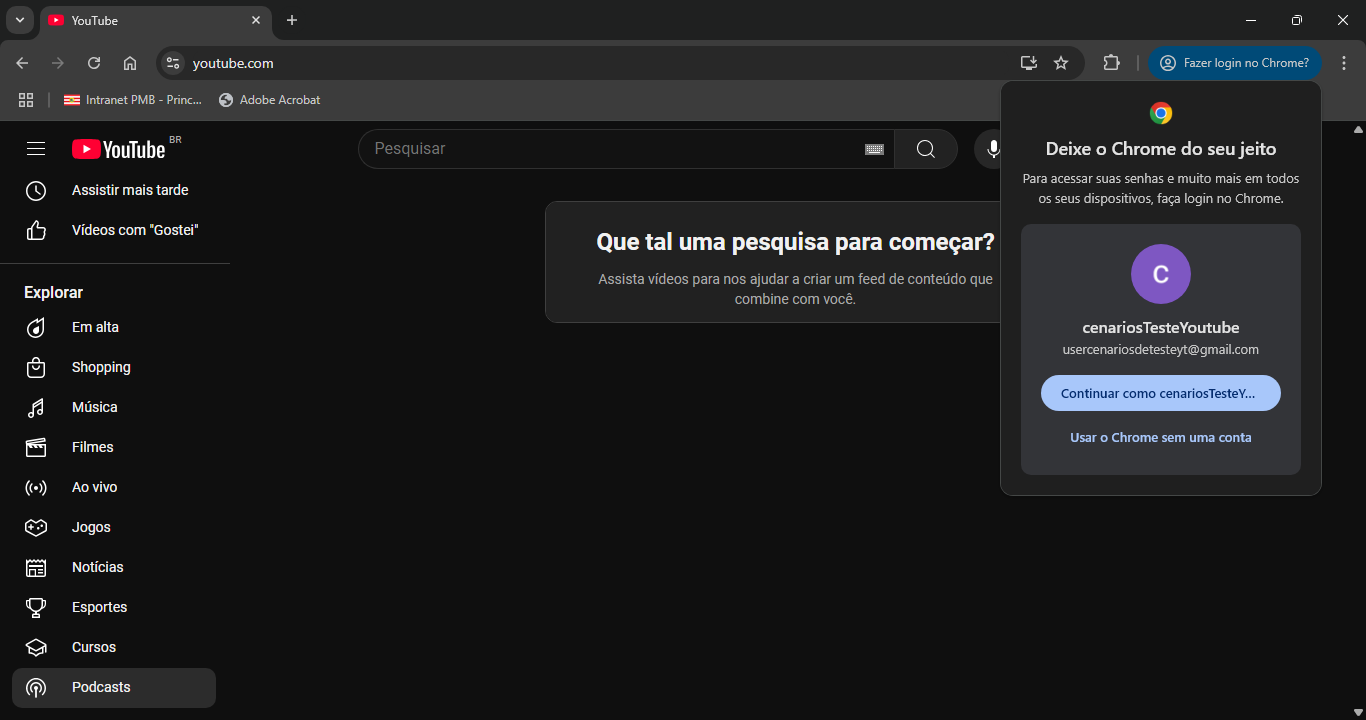 YouTube
youtube.com
Fazer login no Chrome?
Intranet PMB - Princ...
Adobe Acrobat
YouTube BR
Pesquisar
Assistir mais tarde
Vídeos com "Gostei"
Explorar
Em alta
Shopping
Música
Filmes
Ao vivo
Jogos
Notícias
Esportes
Cursos
Podcasts
Que tal uma pesquisa para começar?
Assista vídeos para nos ajudar a criar um feed de conteúdo que
combine com você.
Deixe o Chrome do seu jeito
Para acessar suas senhas e muito mais em todos
os seus dispositivos, faça login no Chrome.
C
cenariosTesteYoutube
usercenariosdetesteyt@gmail.com
Continuar como cenariosTesteY...
Usar o Chrome sem uma conta